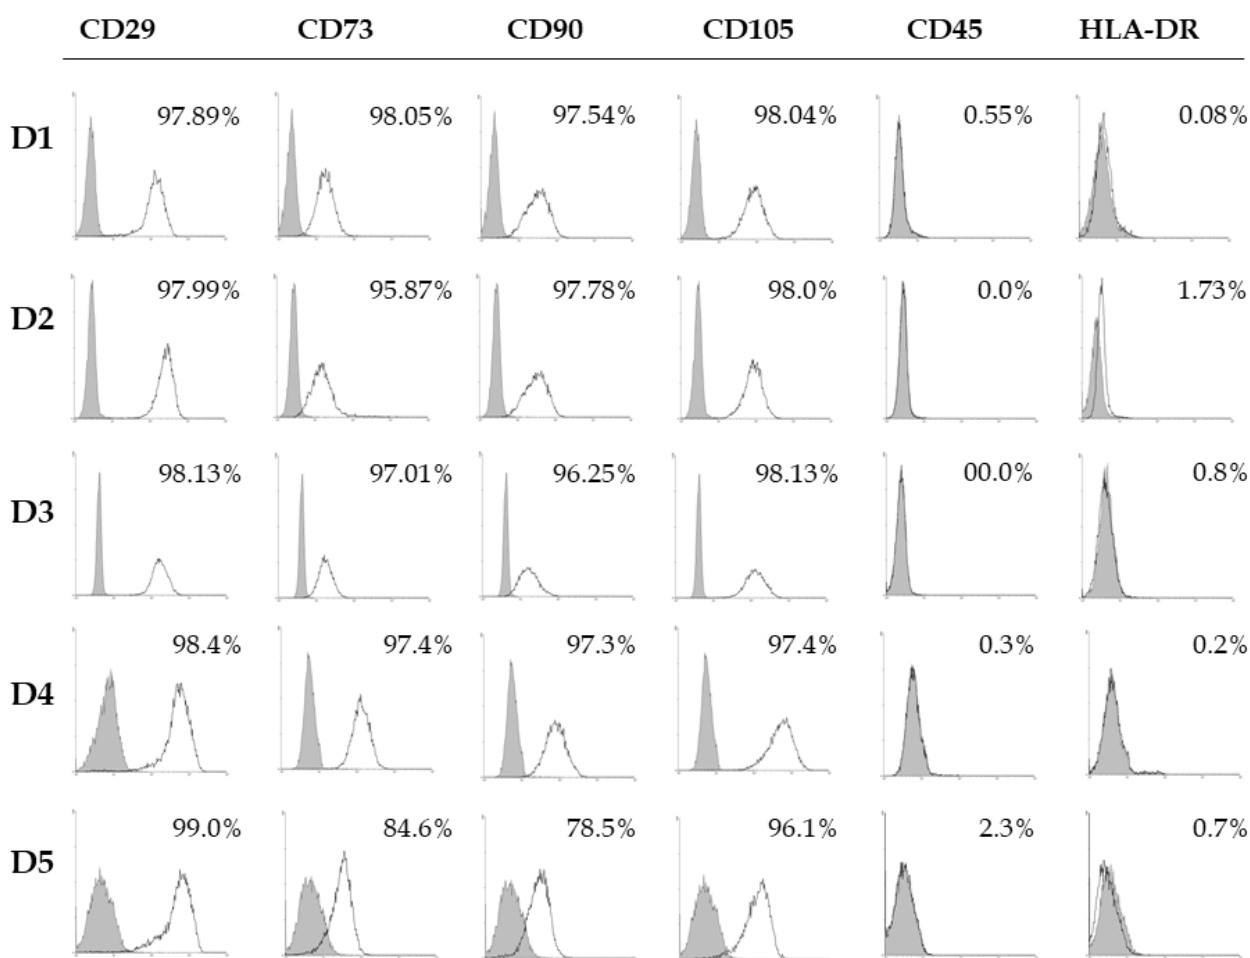 CD29 CD73 CD90 CD105 CD45 HLA-DR
D1 97.89% 98.05% 97.54% 98.04% 0.55% 0.08%
D2 97.99% 95.87% 97.78% 98.0% 0.0% 1.73%
D3 98.13% 97.01% 96.25% 98.13% 00.0% 0.8%
D4 98.4% 97.4% 97.3% 97.4% 0.3% 0.2%
D5 99.0% 84.6% 78.5% 96.1% 2.3% 0.7%